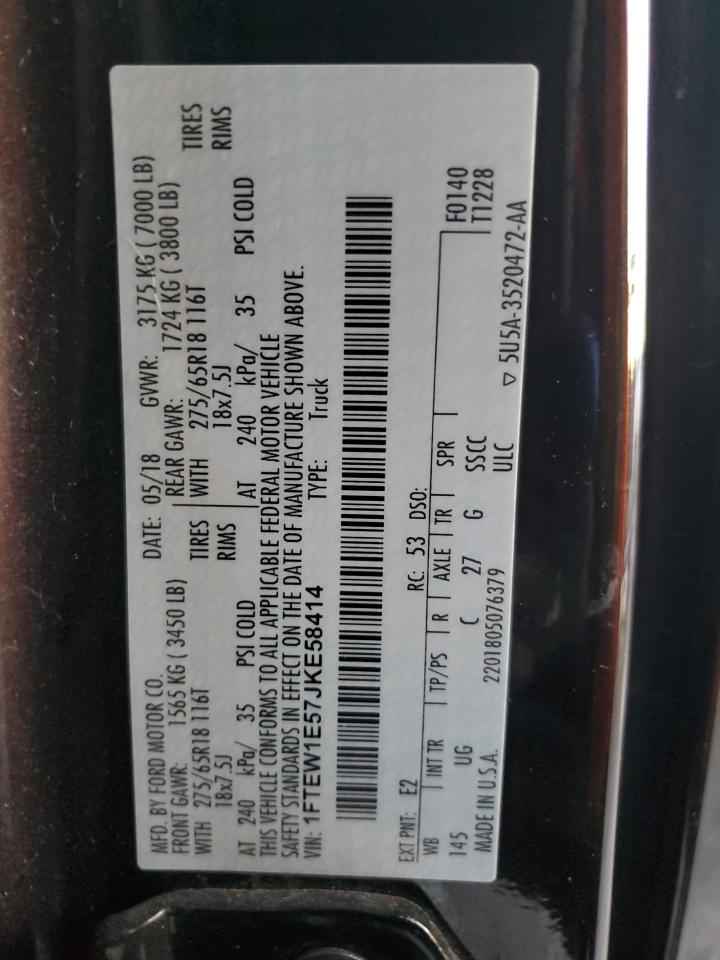 MFD. BY FORD MOTOR CO.
DATE: 05/18 GVWR: 3175 KG ( 7000 LB)
FRONT GAWR: 1565 KG ( 3450 LB)
REAR GAWR: 1724 KG ( 3800 LB)
WITH 275/65R18 116T TIRES
WITH 275/65R18 116T TIRES
18x7.5J RIMS
18x7.5J RIMS
AT 240 kPa/ 35 PSI COLD
AT 240 kPa/ 35 PSI COLD
THIS VEHICLE CONFORMS TO ALL APPLICABLE FEDERAL MOTOR VEHICLE
SAFETY STANDARDS IN EFFECT ON THE DATE OF MANUFACTURE SHOWN ABOVE.
VIN: 1FTEW1E57JKE58414 TYPE: Truck
EXT PNT: E2 RC: 53 DSO:
WB INT TR TP/PS R AXLE TR SPR F0140
145 UG C 27 G SSCC T1228
MADE IN U.S.A. 2201805076379 ULC
▽ 5U5A-3520472-AA